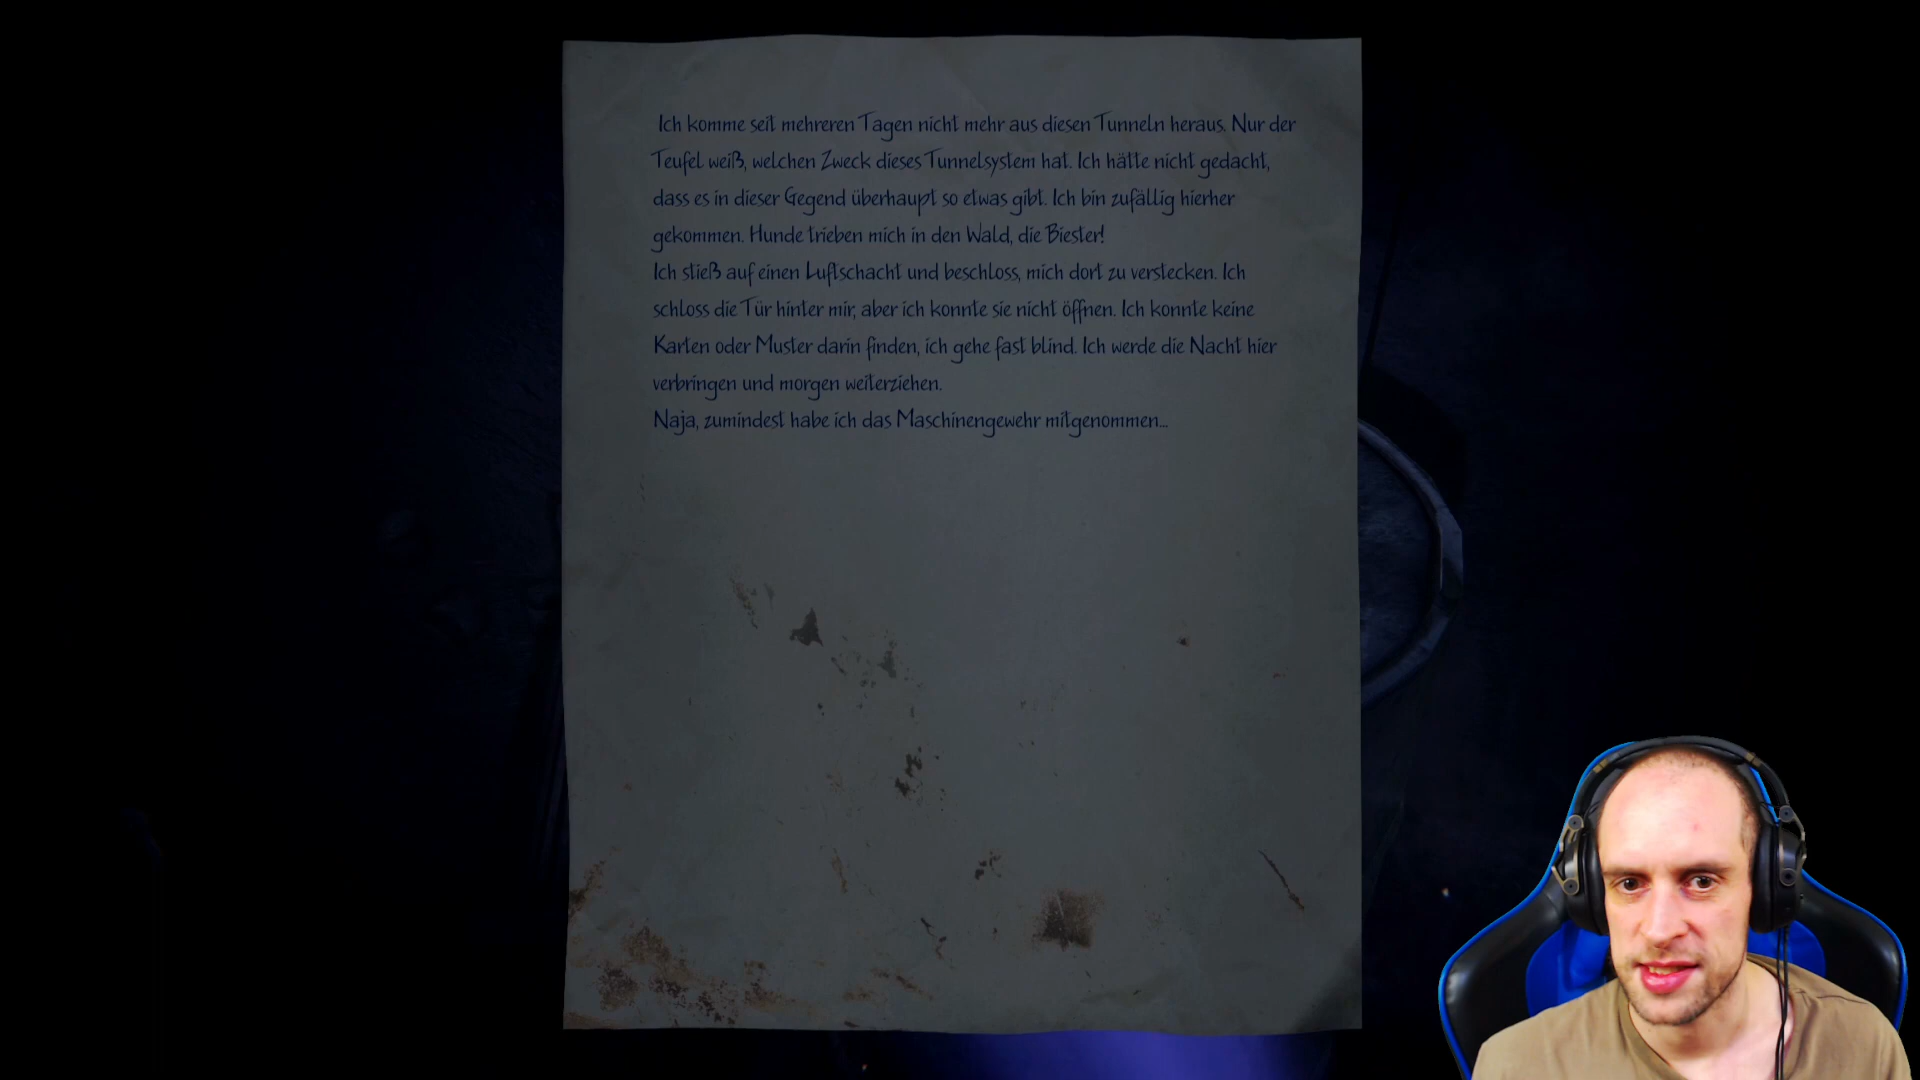 Ich komme seit mehreren Tagen nicht mehr aus diesen Tunneln heraus. Nur der
Teufel weiß, welchen Zweck dieses Tunnelsystem hat. Ich hätte nicht gedacht,
dass es in dieser Gegend überhaupt so etwas gibt. Ich bin zufällig hierher
gekommen. Hunde trieben mich in den Wald, die Biester!
Ich stieß auf einen Luftschacht und beschloss, mich dort zu verstecken. Ich
schloss die Tür hinter mir, aber ich konnte sie nicht öffnen. Ich konnte keine
Karten oder Muster darin finden, ich gehe fast blind. Ich werde die Nacht hier
verbringen und morgen weiterziehen.
Naja, zumindest habe ich das Maschinengewehr mitgenommen...